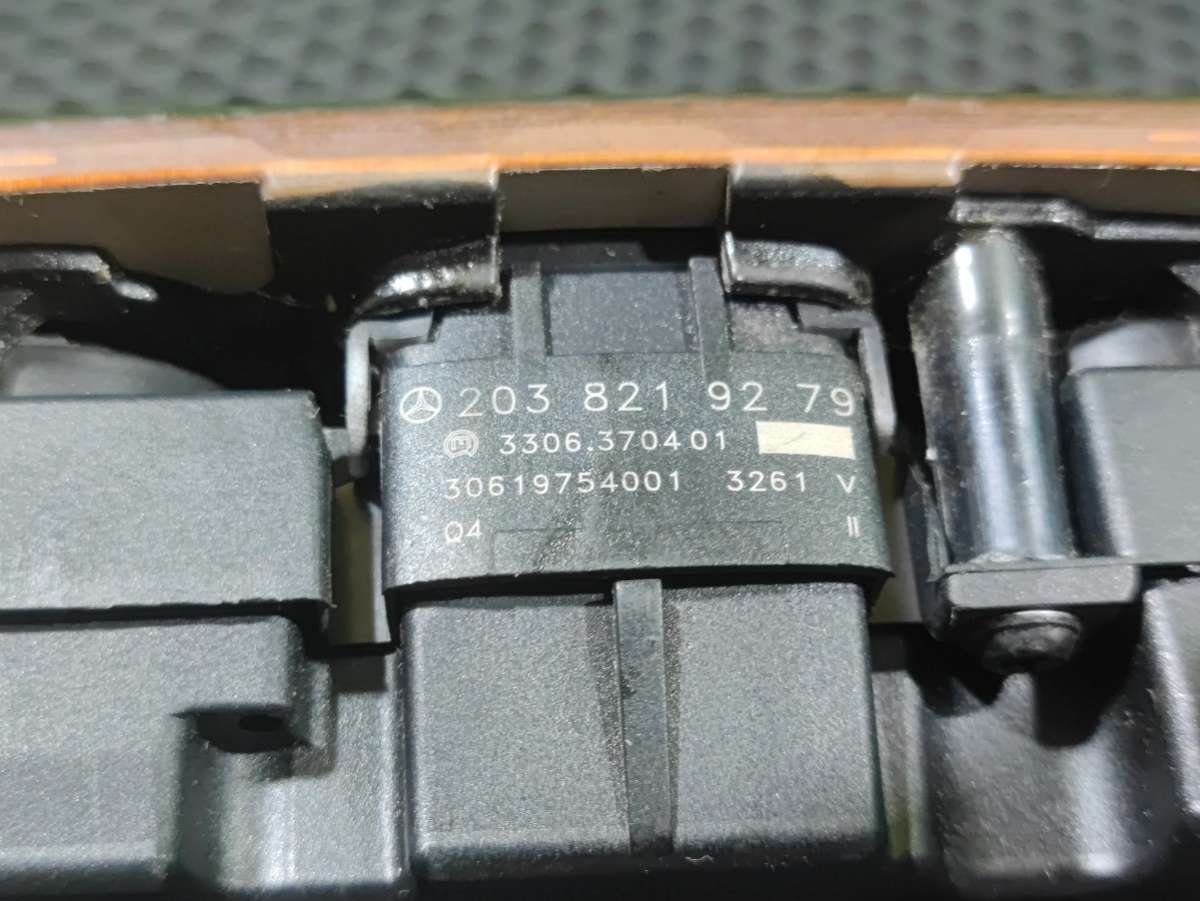 203 821 92 79
3306.370401
30619754001 3261 V
Q4 II